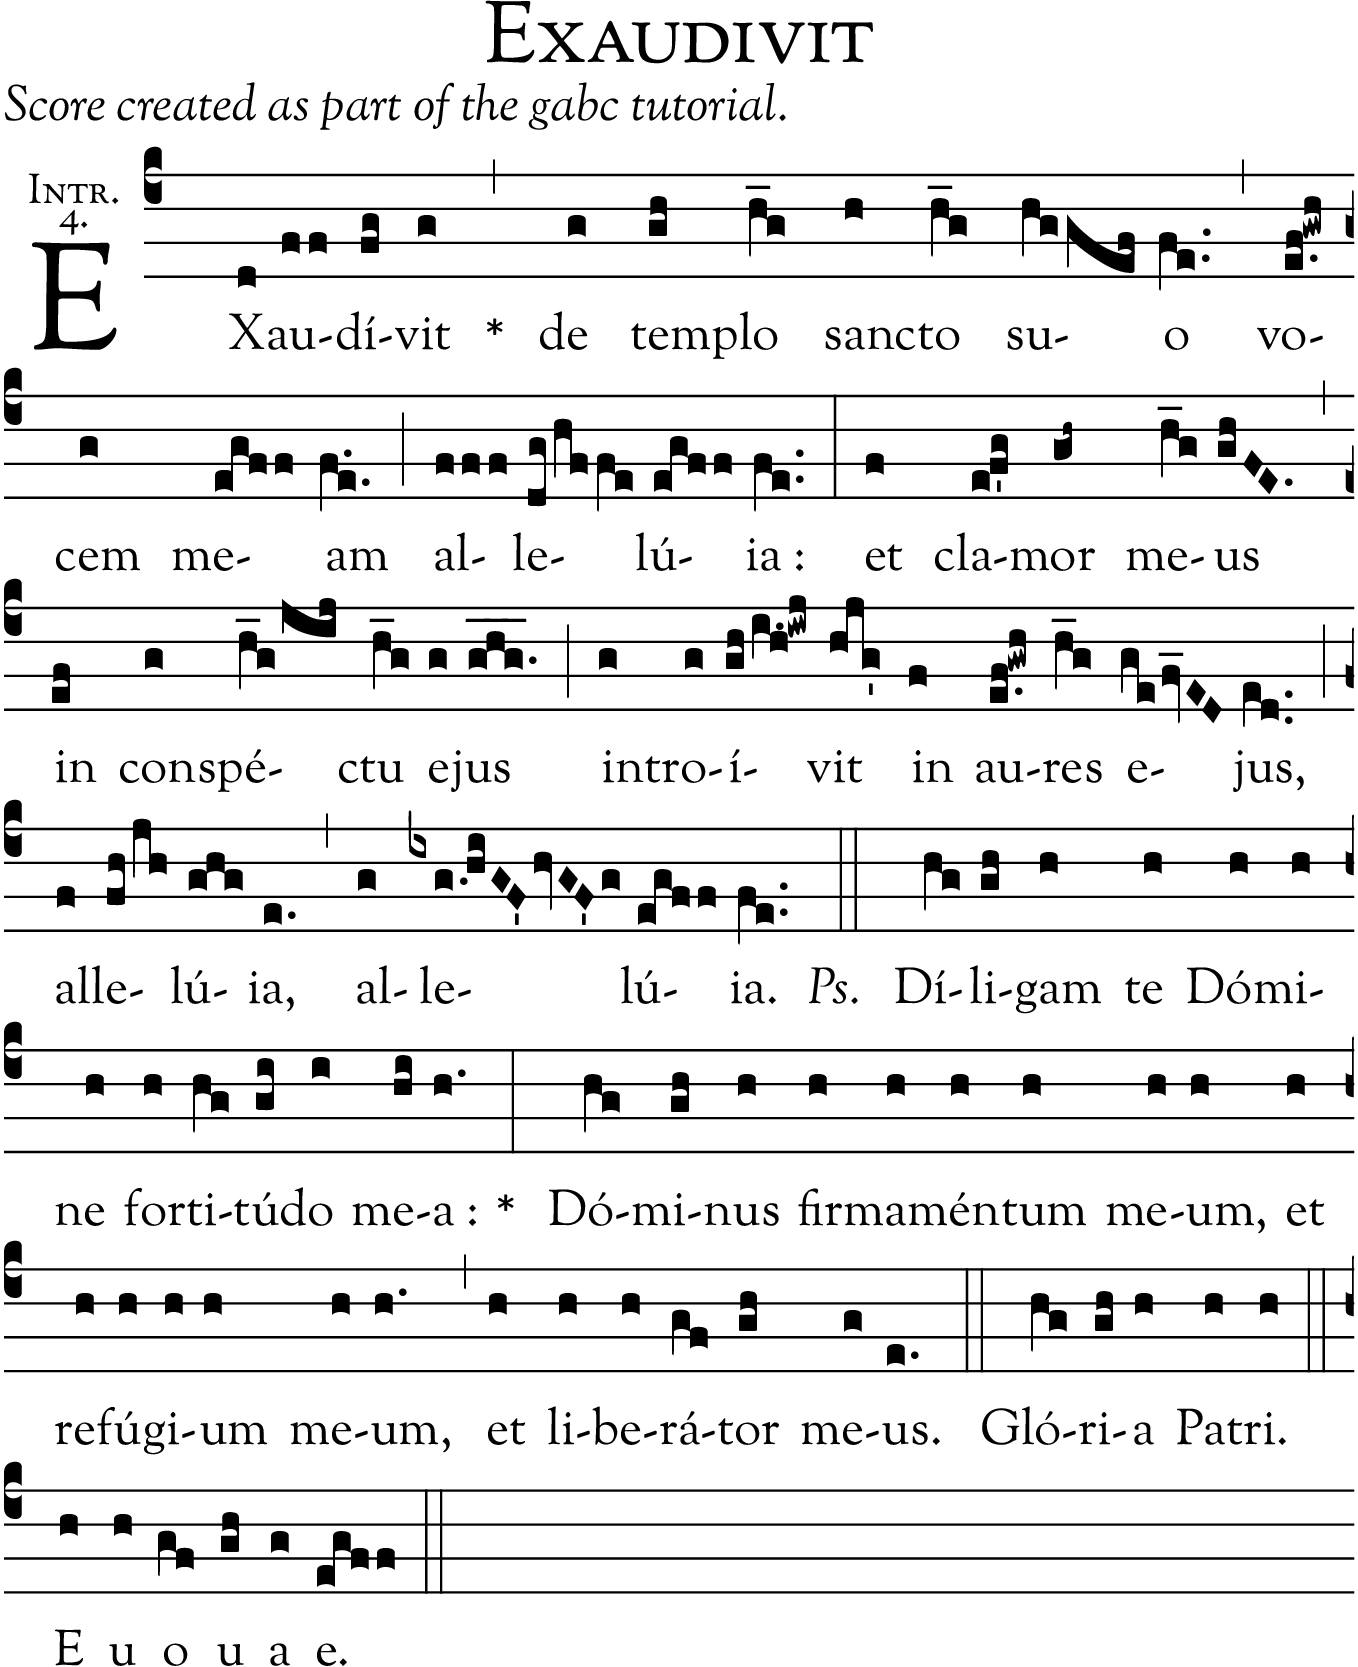 Exaudivit
Score created as part of the gabc tutorial.
Intr.
4.
EXau-dí-vit * de templo sancto su- o vo-
cem me- am al- le- lú- ia : et cla-mor me-us
in conspé- ctu ejus intro-í- vit in au-res e- jus,
alle- lú- ia, al-le- lú- ia. Ps. Dí-li-gam te Dómi-
ne forti-túdo me-a : * Dó-mi-nus firmaméntum me-um, et
refúgi-um me-um, et li-be-rá-tor me-us. Gló-ri-a Patri.
E u o u a e.